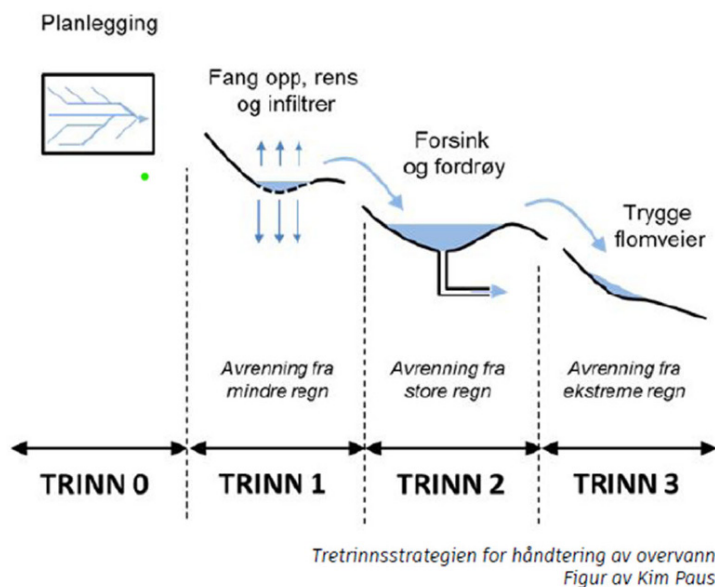 Planlegging
Fang opp, rens
og infiltrer
Forsink
og fordrøy
Trygge
flomveier
Avrenning fra
mindre regn
Avrenning fra
store regn
Avrenning fra
ekstreme regn
TRINN 0
TRINN 1
TRINN 2
TRINN 3
Tretrinnsstrategien for håndtering av overvann
Figur av Kim Paus